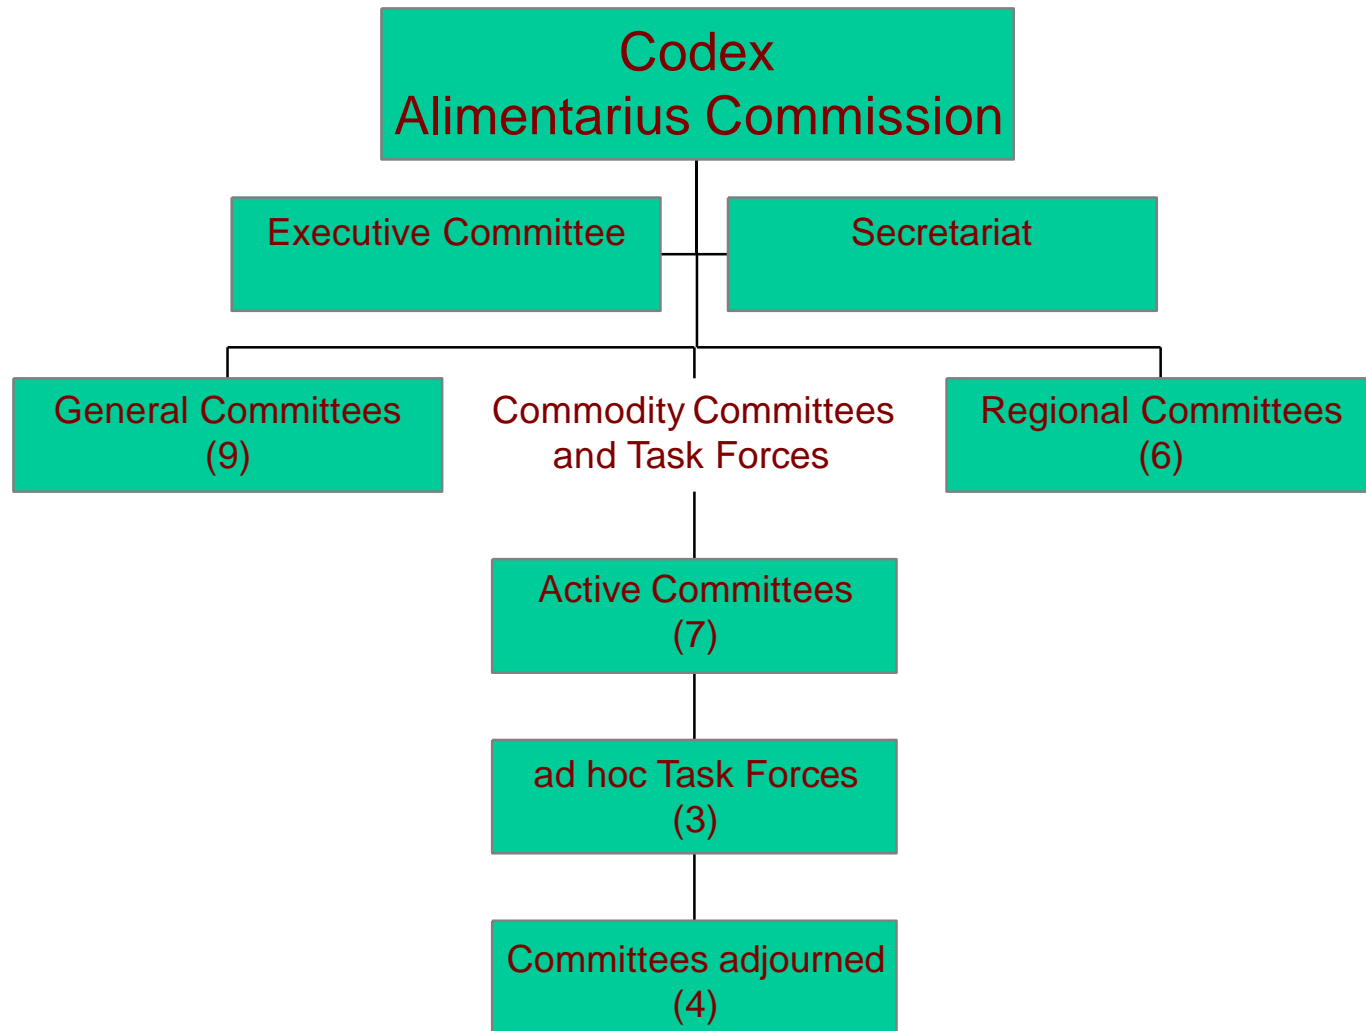 Codex
Alimentarius Commission
Executive Committee
Secretariat
General Committees
(9)
Commodity Committees
and Task Forces
Regional Committees
(6)
Active Committees
(7)
ad hoc Task Forces
(3)
Committees adjourned
(4)